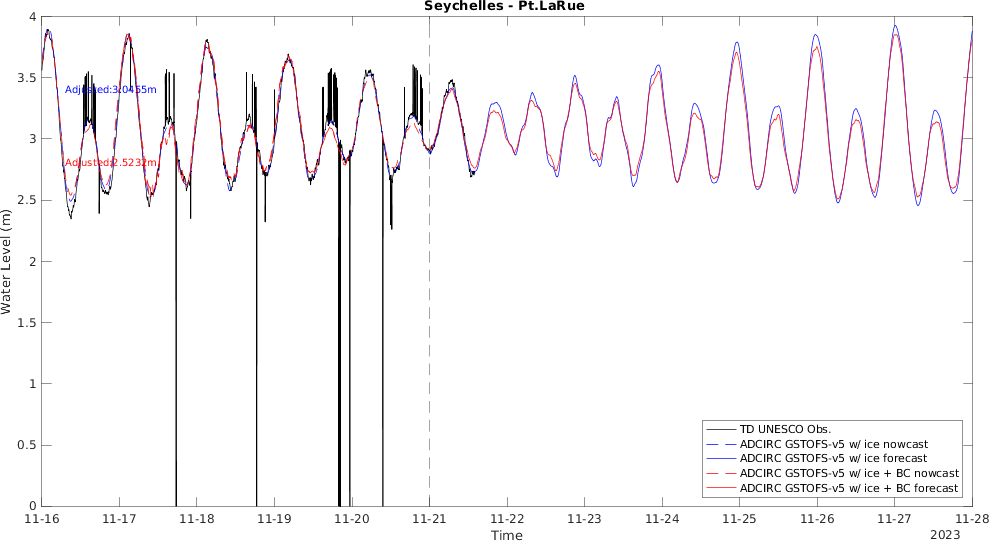 Seychelles - Pt.LaRue
4
3.5
3
2.5
2
1.5
1
0.5
0
Water Level (m)
Adjusted:3.0455m
Adjusted:2.5232m
TD UNESCO Obs.
ADCIRC GSTOFS-v5 w/ ice nowcast
ADCIRC GSTOFS-v5 w/ ice forecast
ADCIRC GSTOFS-v5 w/ ice + BC nowcast
ADCIRC GSTOFS-v5 w/ ice + BC forecast
11-16 11-17 11-18 11-19 11-20 11-21 11-22 11-23 11-24 11-25 11-26 11-27 11-28
Time
2023